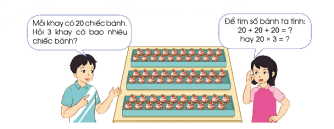 Mỗi khay có 20 chiếc bánh.
Hỏi 3 khay có bao nhiêu
chiếc bánh?
Để tìm số bánh ta tính:
20 + 20 + 20 = ?
hay 20 × 3 = ?